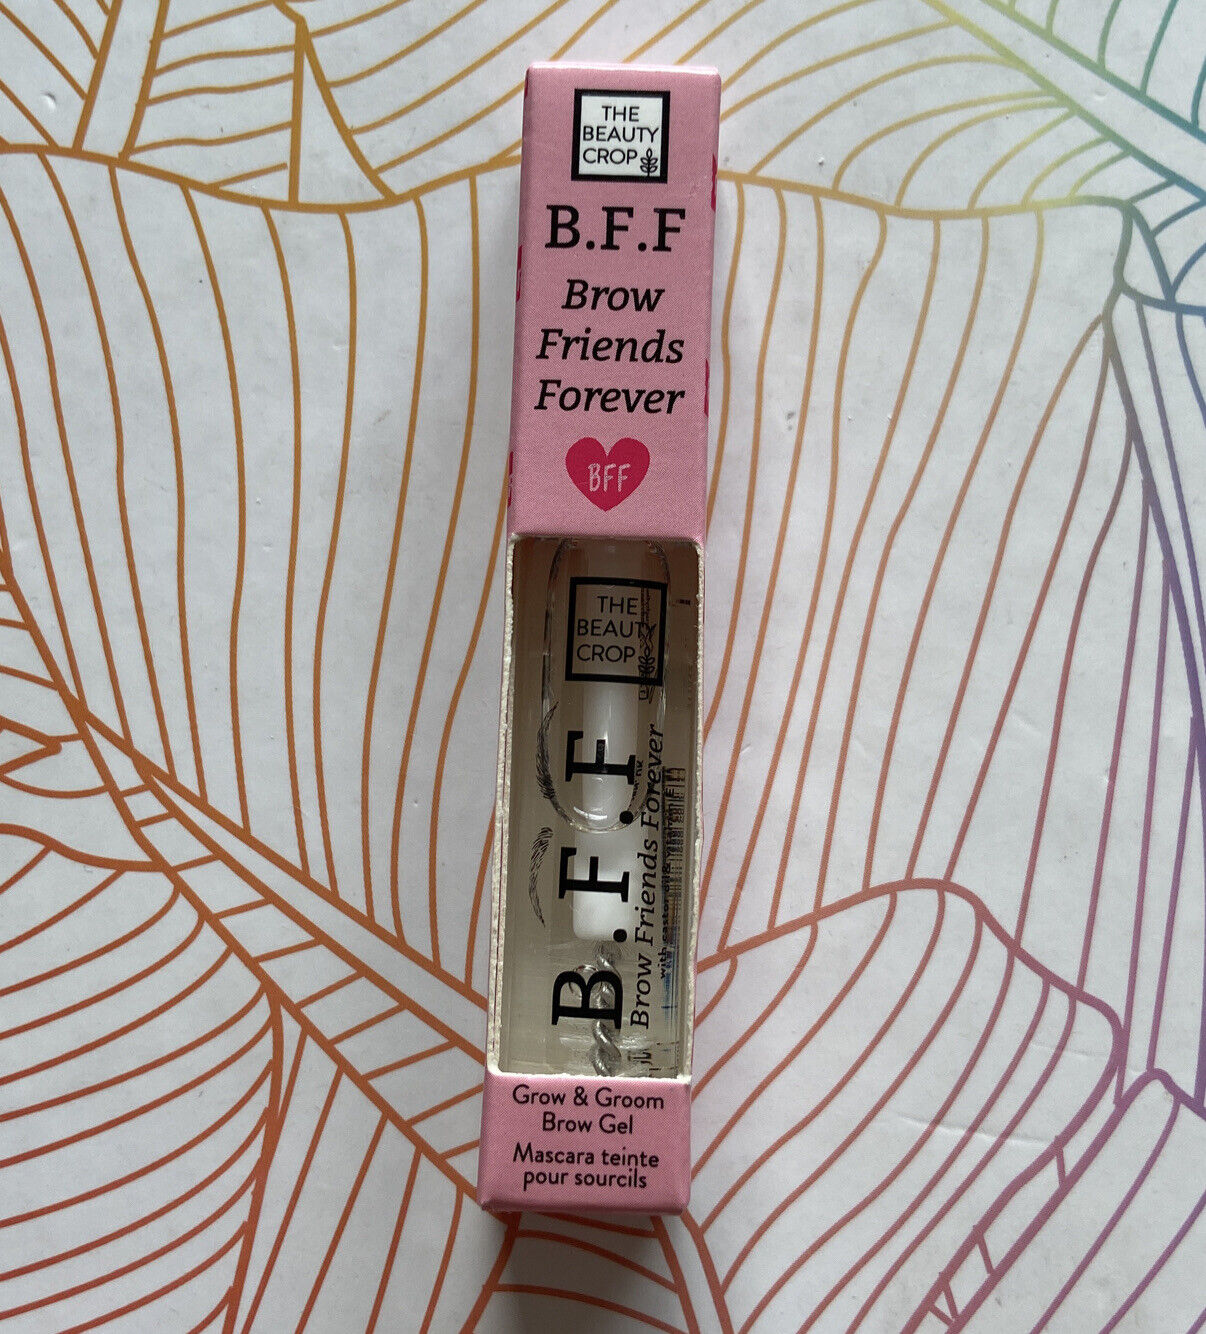 THE
BEAUTY
CROP
B.F.F
Brow
Friends
Forever
BFF
THE
BEAUTY
CROP
B.F.F.
Brow Friends Forever
Grow & Groom
Brow Gel
Mascara teinte
pour sourcils